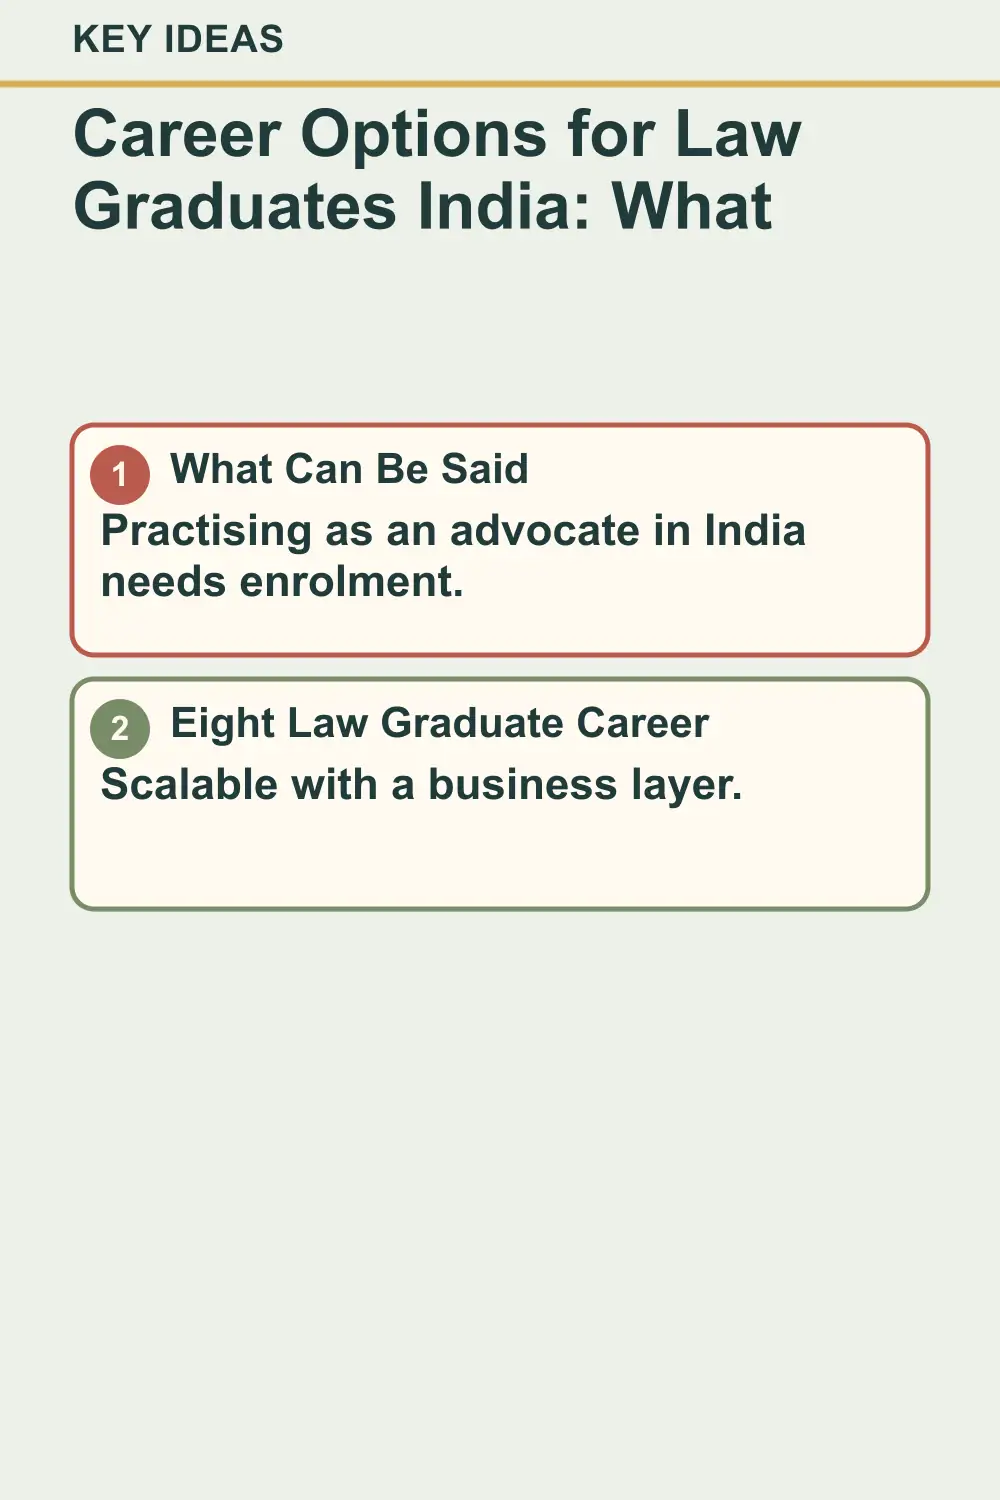 KEY IDEAS
Career Options for Law
Graduates India: What
1 What Can Be Said
Practising as an advocate in India
needs enrolment.
2 Eight Law Graduate Career
Scalable with a business layer.